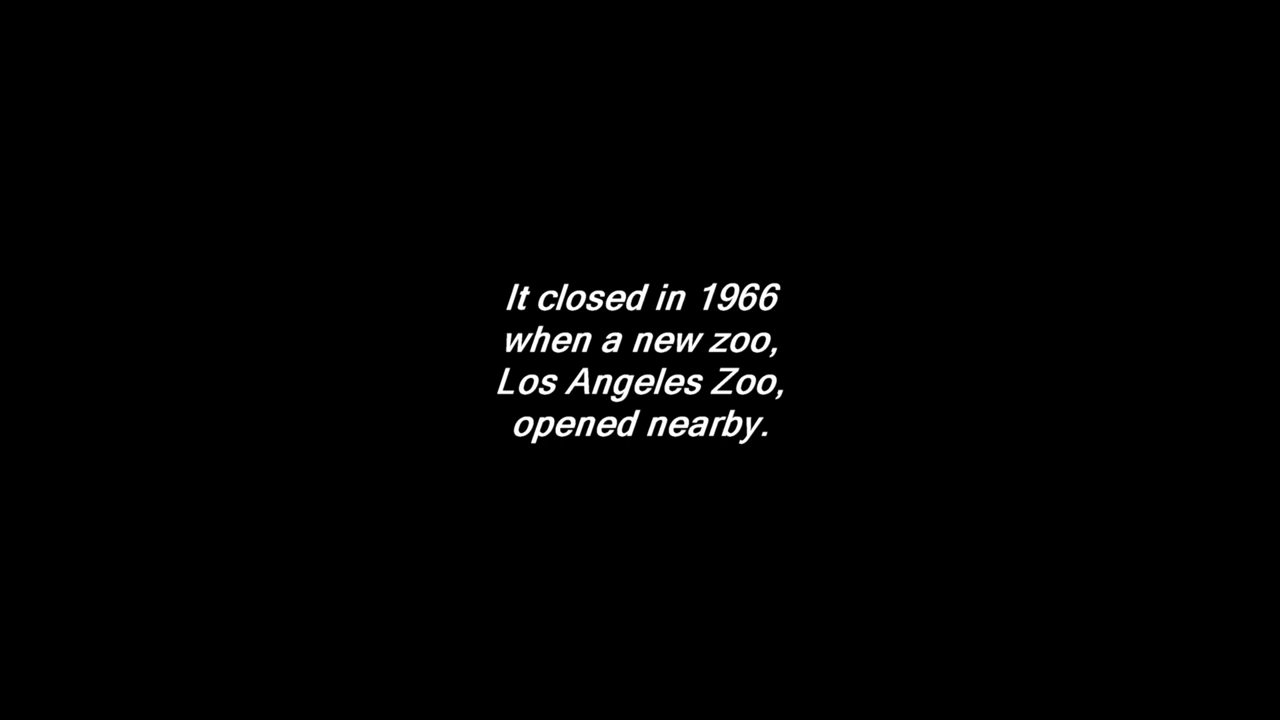 It closed in 1966
when a new zoo,
Los Angeles Zoo,
opened nearby.